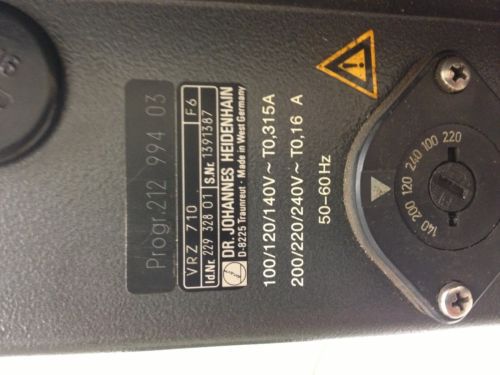 Progr.212 994 03
VRZ 710 F6
Id.Nr. 229 328 01 S.Nr. 1391387
DR. JOHANNES HEIDENHAIN
D-8225 Traunreut · Made in West Germany
100/120/140V ~ T0,315A
200/220/240V ~ T0,16 A
50-60Hz
140 200 120 240 100 220